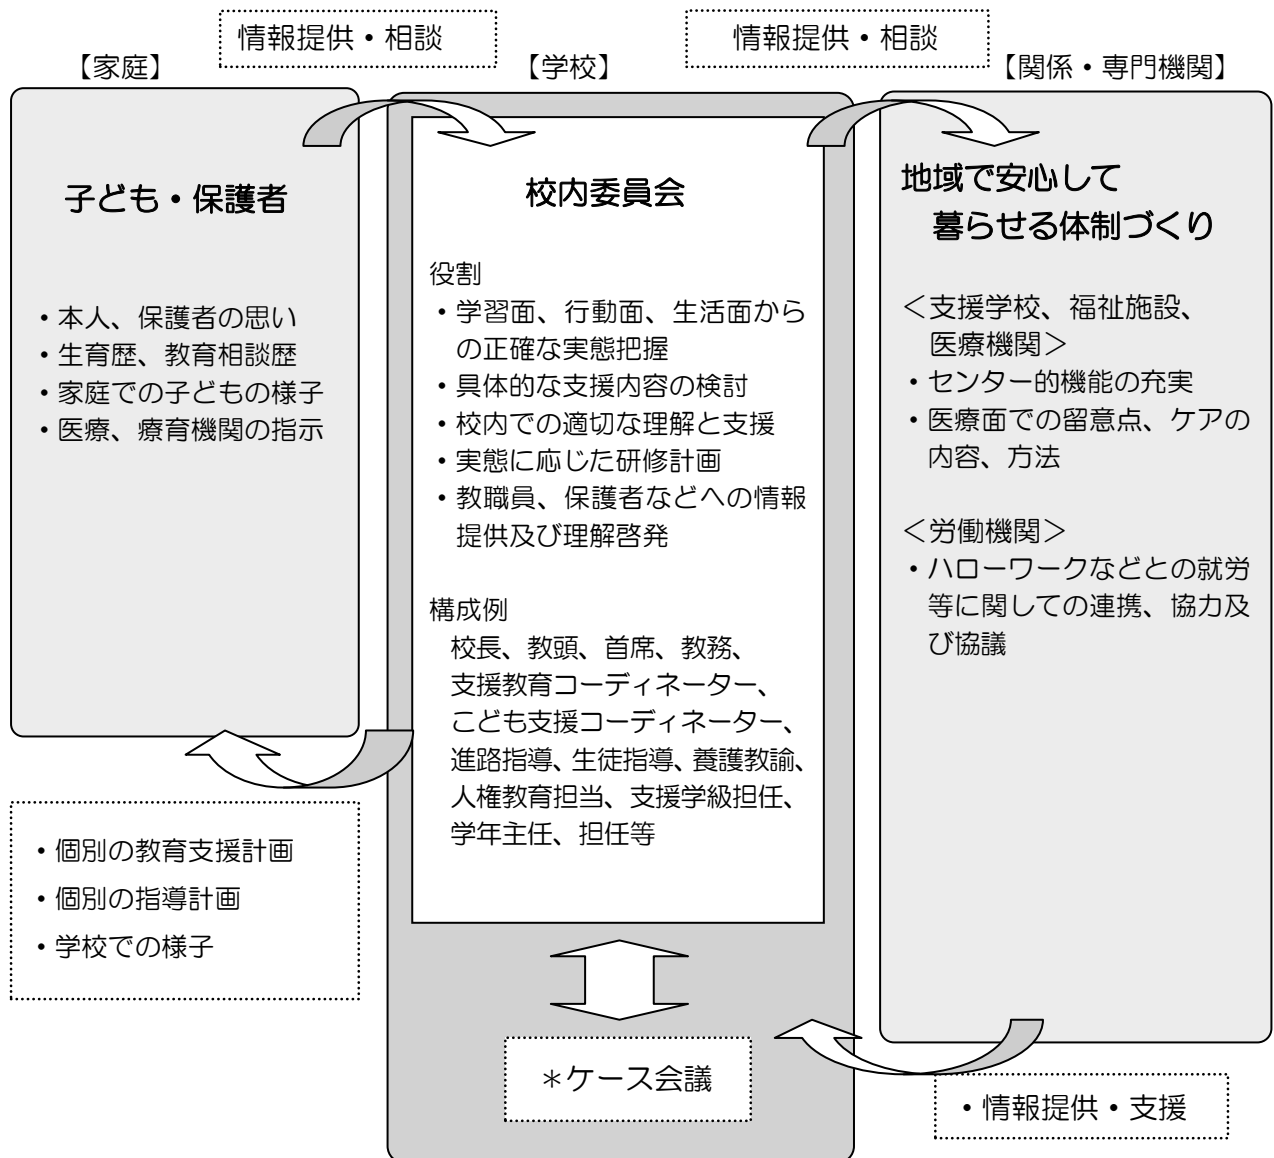 情報提供・相談
情報提供・相談
【家庭】
【学校】
【関係・専門機関】
子ども・保護者
・本人、保護者の思い
・生育歴、教育相談歴
・家庭での子どもの様子
・医療、療育機関の指示
校内委員会
役割
・学習面、行動面、生活面から
の正確な実態把握
・具体的な支援内容の検討
・校内での適切な理解と支援
・実態に応じた研修計画
・教職員、保護者などへの情報
提供及び理解啓発
構成例
校長、教頭、首席、教務、
支援教育コーディネーター、
こども支援コーディネーター、
進路指導、生徒指導、養護教諭、
人権教育担当、支援学級担任、
学年主任、担任等
地域で安心して
暮らせる体制づくり
＜支援学校、福祉施設、
医療機関＞
・センター的機能の充実
・医療面での留意点、ケアの
内容、方法
＜労働機関＞
・ハローワークなどとの就労
等に関しての連携、協力及
び協議
・個別の教育支援計画
・個別の指導計画
・学校での様子
＊ケース会議
・情報提供・支援